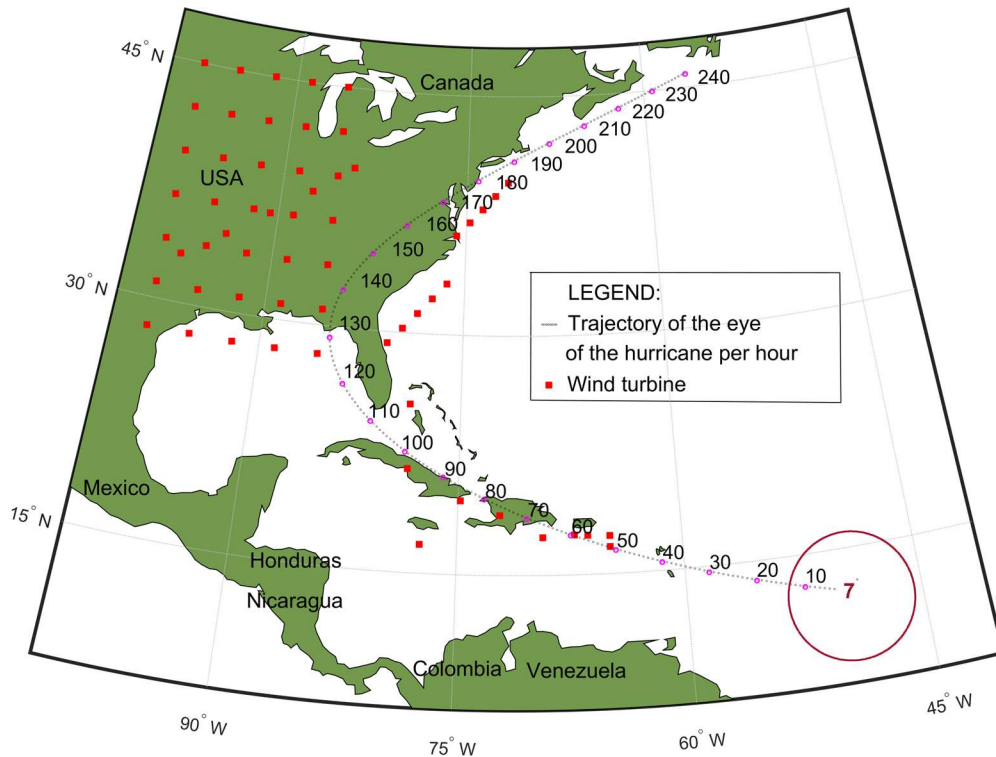 45° N
Canada
240
230
220
210
200
190
180
170
160
150
140
130
120
110
100
90
80
70
60
50
40
30
20
10
7
USA
30° N
LEGEND:
Trajectory of the eye
of the hurricane per hour
Wind turbine
Mexico
15° N
Honduras
Nicaragua
Colombia
Venezuela
90° W
75° W
60° W
45° W